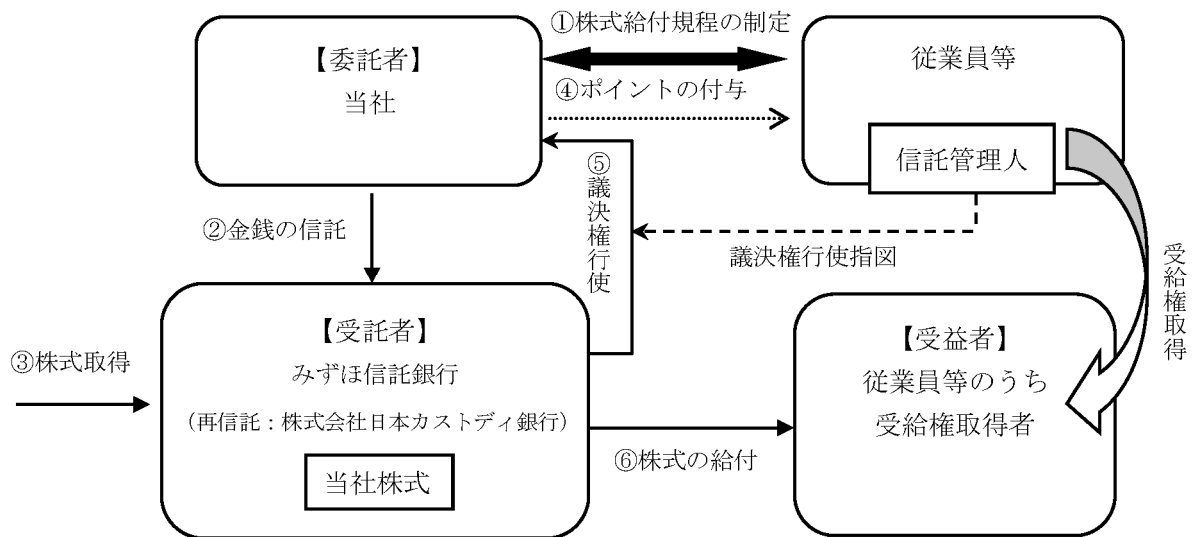 ①株式給付規程の制定
【委託者】
当社
従業員等
④ポイントの付与
信託管理人
⑤議決権行使
②金銭の信託
議決権行使指図
受給権取得
【受託者】
みずほ信託銀行
(再信託:株式会社日本カストディ銀行)
当社株式
③株式取得
【受益者】
従業員等のうち
受給権取得者
⑥株式の給付